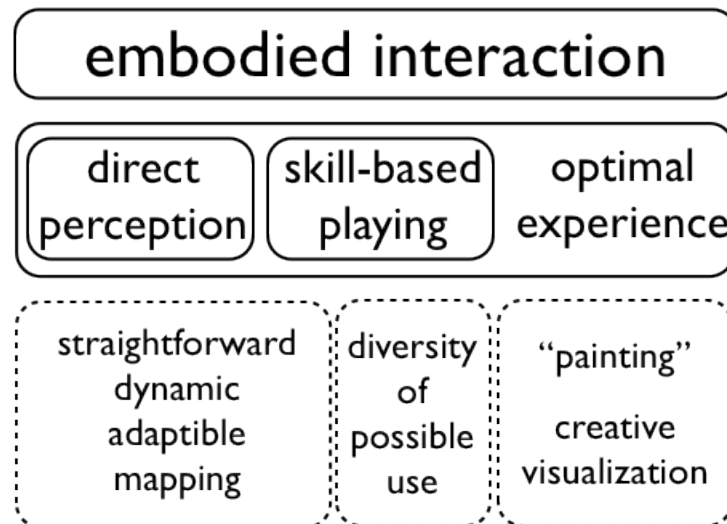 embodied interaction
direct
perception
skill-based
playing
optimal
experience
straightforward
dynamic
adaptible
mapping
diversity
of
possible
use
“painting”
creative
visualization